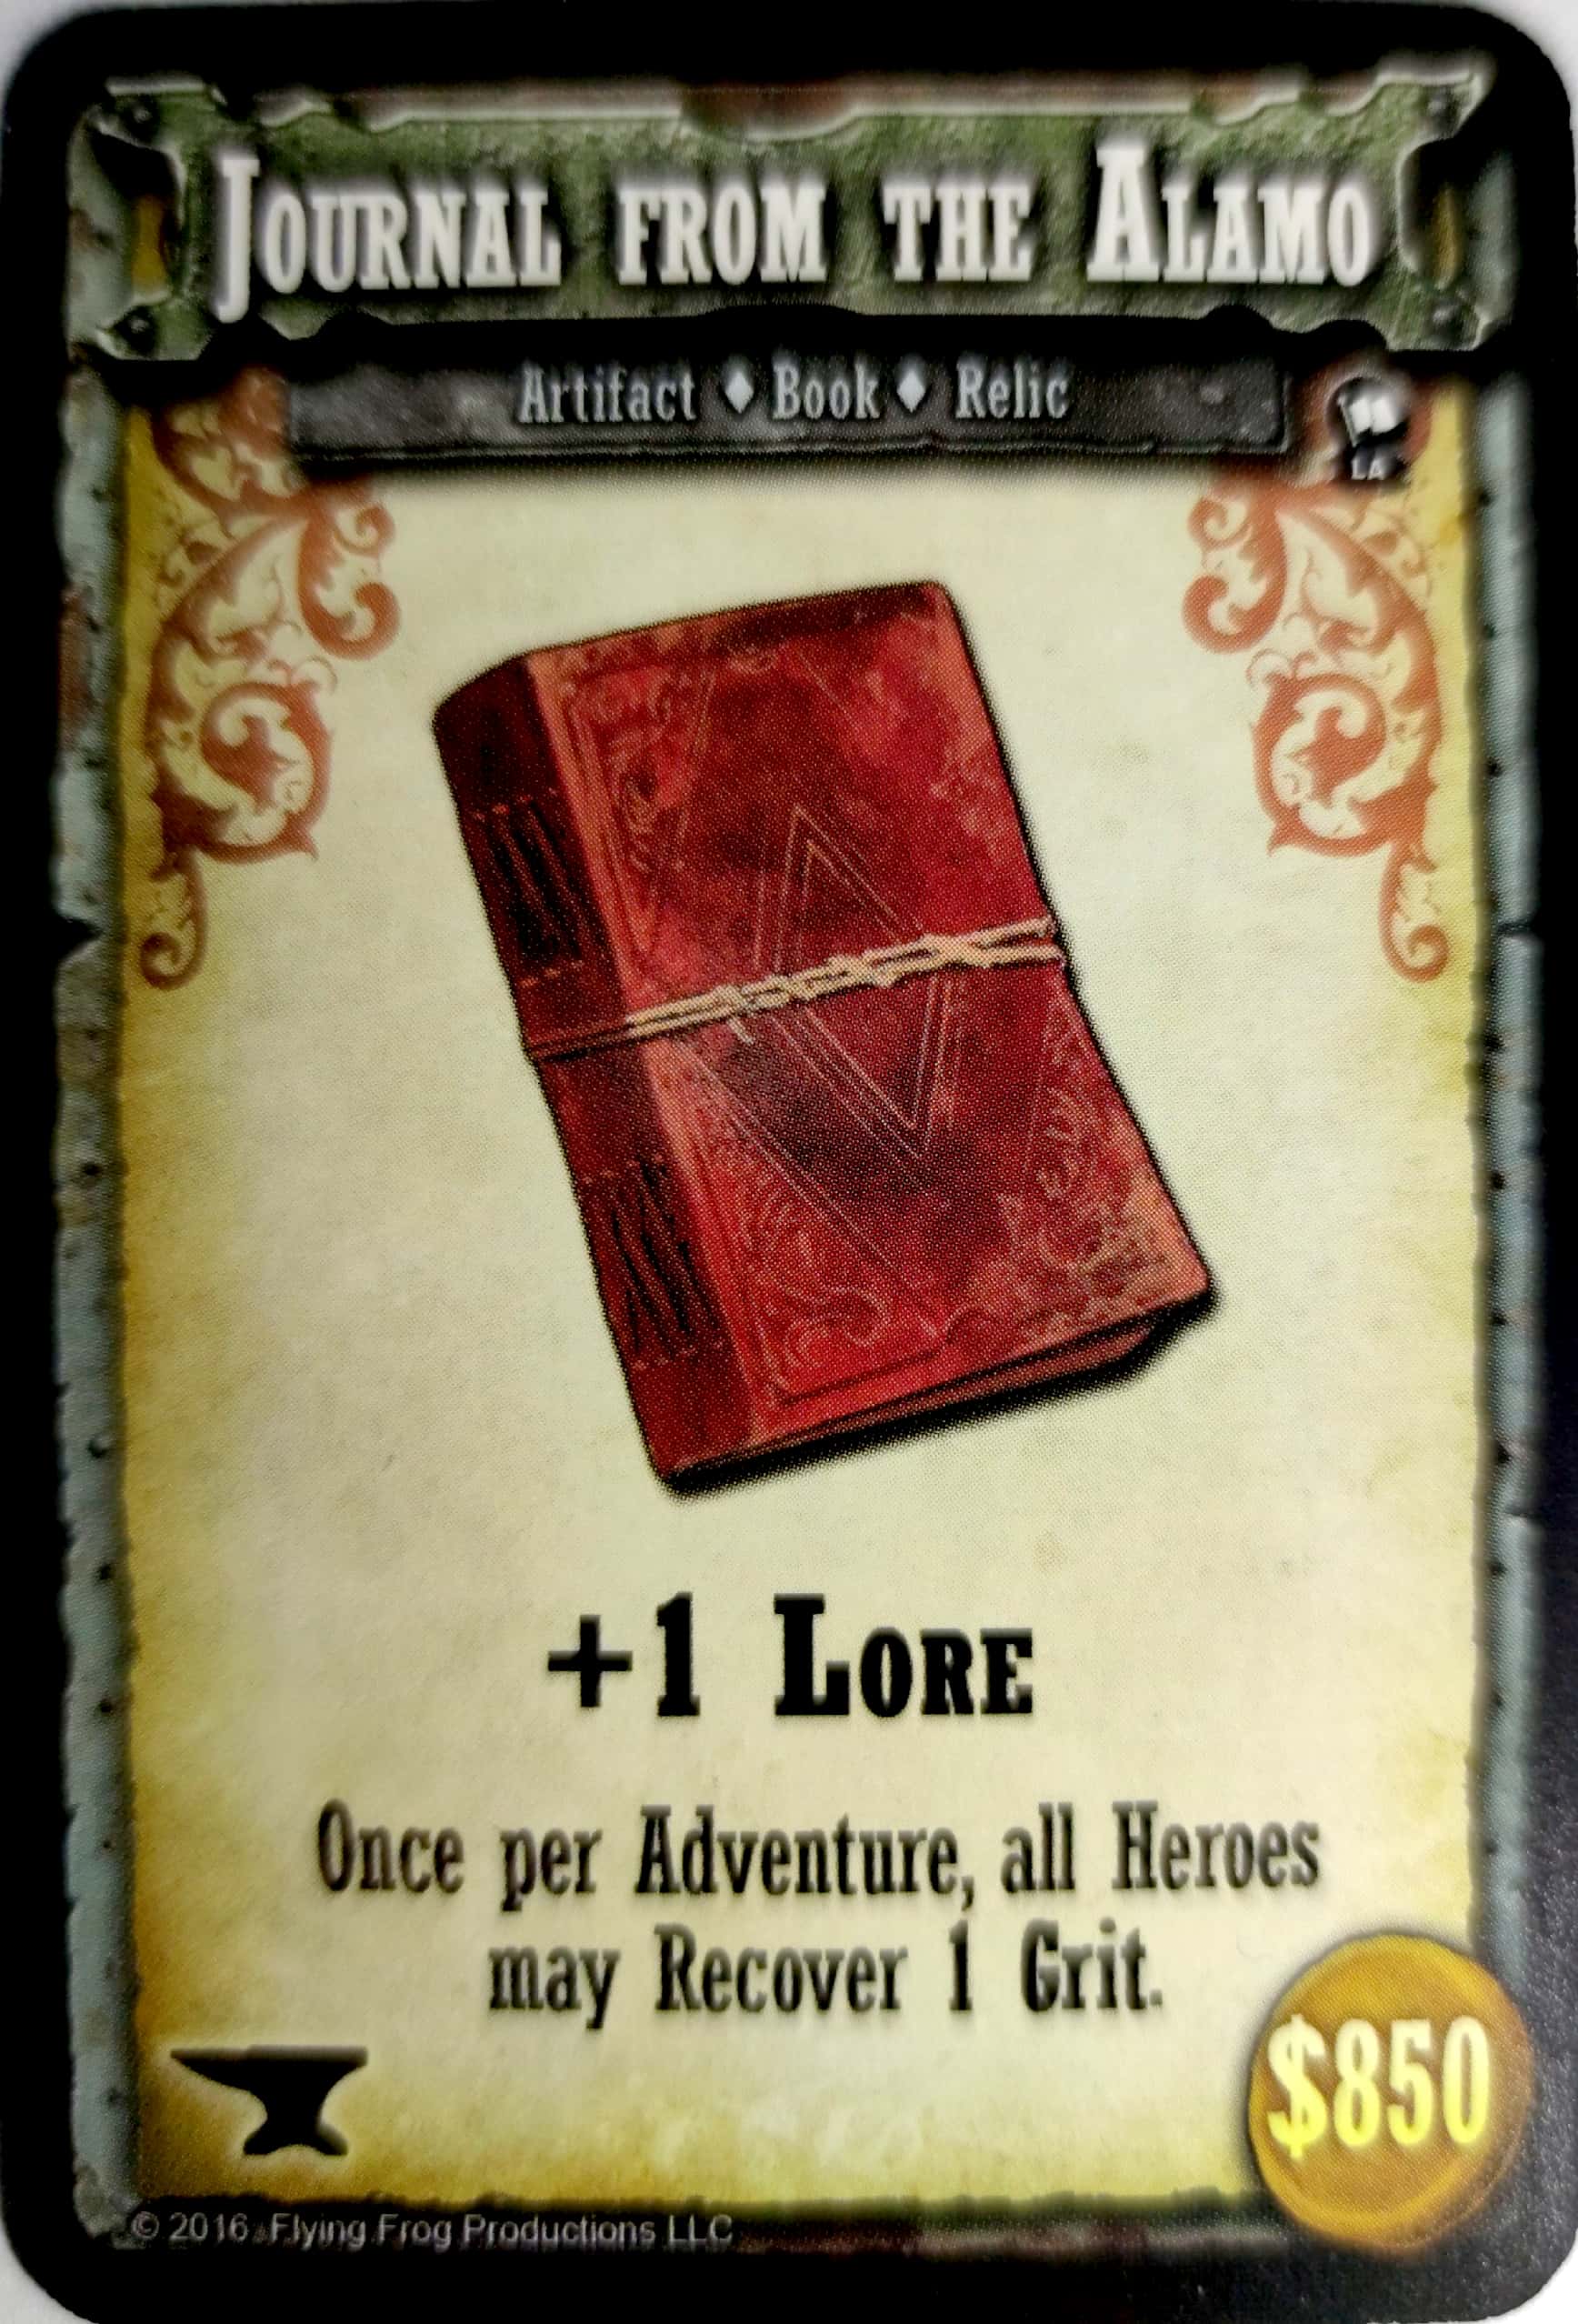 Journal from the Alamo
Artifact ♦ Book ♦ Relic
LA
+1 Lore
Once per Adventure, all Heroes
may Recover 1 Grit.
$850
© 2016 Flying Frog Productions LLC